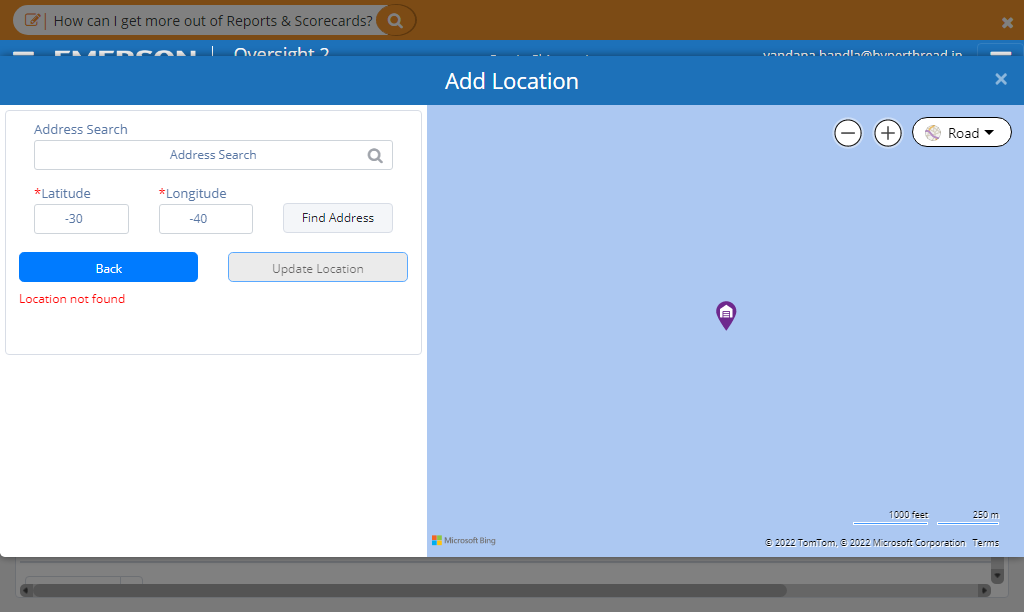 How can I get more out of Reports & Scorecards?
EMERSON
Oversight 2
vandana.bandla@hyperthread.in
Add Location
Address Search
Address Search
*Latitude
*Longitude
-30
-40
Find Address
Back
Update Location
Location not found
Road
1000 feet
250 m
Microsoft Bing
© 2022 TomTom, © 2022 Microsoft Corporation
Terms